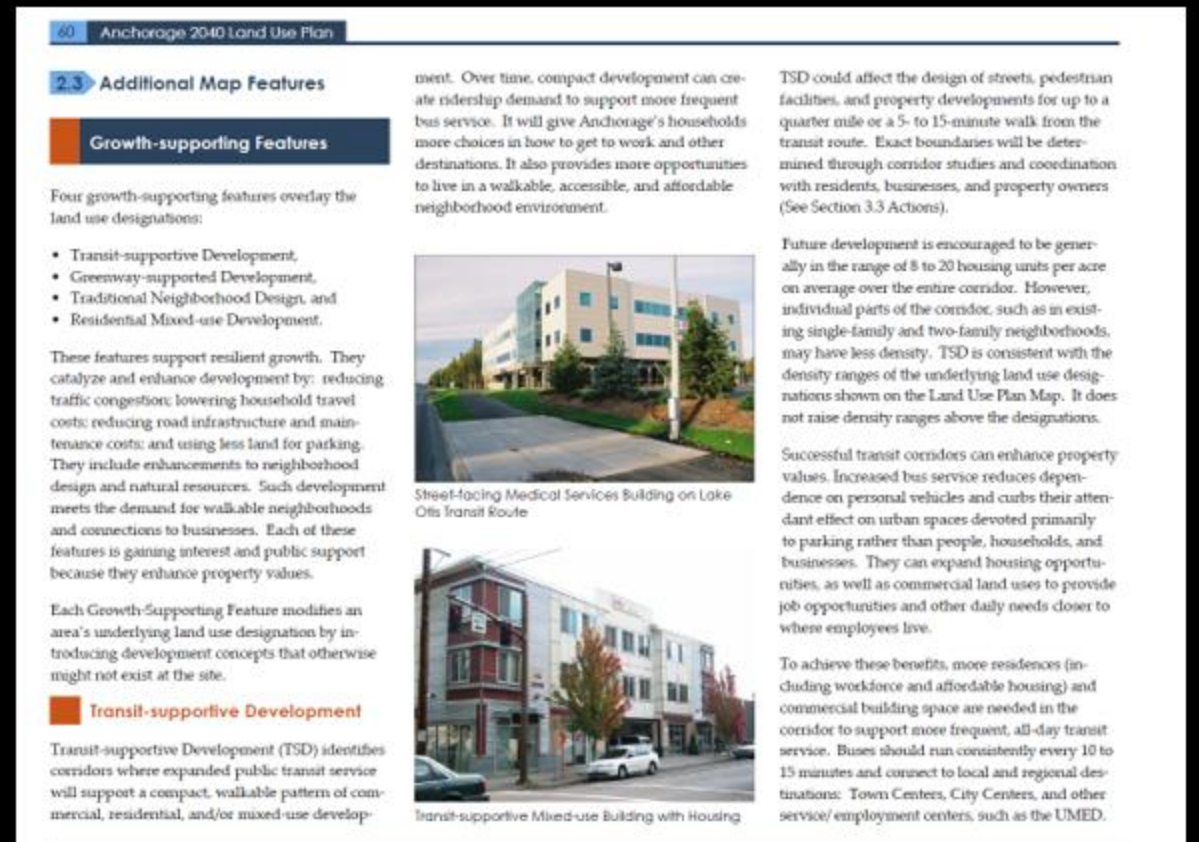 60 Anchorage 2040 Land Use Plan
2.3 Additional Map Features
Growth-supporting Features
Four growth-supporting features overlay the
land use designations:
• Transit-supportive Development,
• Greenway-supported Development,
• Traditional Neighborhood Design, and
• Residential Mixed-use Development.
These features support resilient growth. They
catalyze and enhance development by: reducing
traffic congestion; lowering household travel
costs; reducing road infrastructure and main-
tenance costs; and using less land for parking.
They include enhancements to neighborhood
design and natural resources. Such development
meets the demand for walkable neighborhoods
and connections to businesses. Each of these
features is gaining interest and public support
because they enhance property values.
Each Growth-Supporting Feature modifies an
area's underlying land use designation by in-
troducing development concepts that otherwise
might not exist at the site.
Transit-supportive Development
Transit-supportive Development (TSD) identifies
corridors where expanded public transit service
will support a compact, walkable pattern of com-
mercial, residential, and/or mixed-use develop-
ment. Over time, compact development can cre-
ate ridership demand to support more frequent
bus service. It will give Anchorage's households
more choices in how to get to work and other
destinations. It also provides more opportunities
to live in a walkable, accessible, and affordable
neighborhood environment.
Street-facing Medical Services Building on Lake
Otis Transit Route
Transit-supportive Mixed-use Building with Housing
TSD could affect the design of streets, pedestrian
facilities, and property developments for up to a
quarter mile or a 5- to 15-minute walk from the
transit route. Exact boundaries will be deter-
mined through corridor studies and coordination
with residents, businesses, and property owners
(See Section 3.3 Actions).
Future development is encouraged to be gener-
ally in the range of 8 to 20 housing units per acre
on average over the entire corridor. However,
individual parts of the corridor, such as in exist-
ing single-family and two-family neighborhoods,
may have less density. TSD is consistent with the
density ranges of the underlying land use desig-
nations shown on the Land Use Plan Map. It does
not raise density ranges above the designations.
Successful transit corridors can enhance property
values. Increased bus service reduces depen-
dence on personal vehicles and curbs their atten-
dant effect on urban spaces devoted primarily
to parking rather than people, households, and
businesses. They can expand housing opportu-
nities, as well as commercial land uses to provide
job opportunities and other daily needs closer to
where employees live.
To achieve these benefits, more residences (in-
cluding workforce and affordable housing) and
commercial building space are needed in the
corridor to support more frequent, all-day transit
service. Buses should run consistently every 10 to
15 minutes and connect to local and regional des-
tinations: Town Centers, City Centers, and other
service/employment centers, such as the UMED.